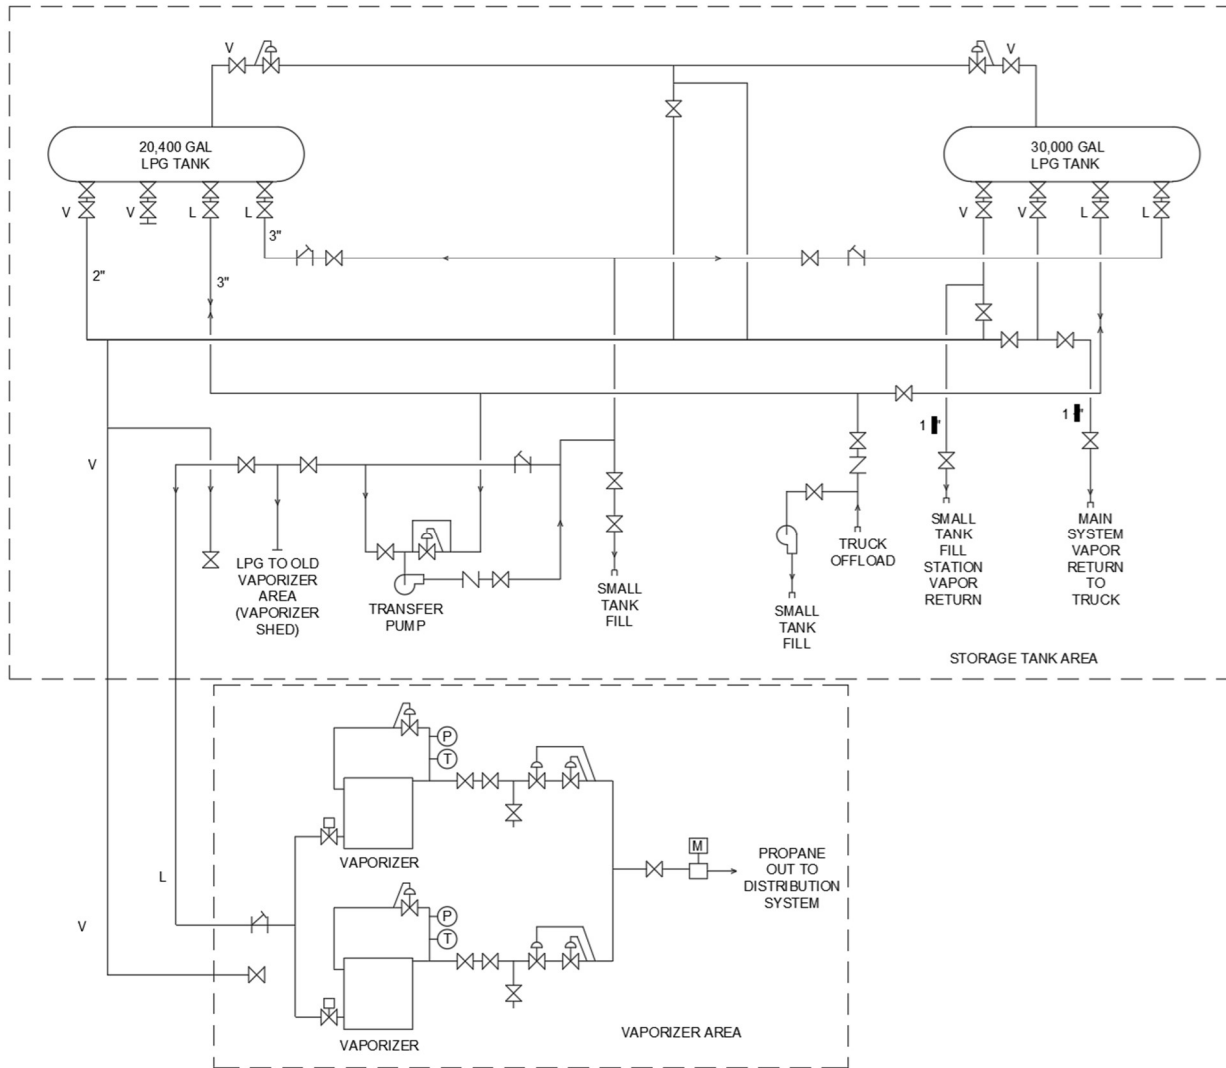 V
V
20,400 GAL
LPG TANK
30,000 GAL
LPG TANK
V
V
L
L
V
V
L
L
3"
2"
3"
1
"
1
"
V
LPG TO OLD
VAPORIZER
AREA
(VAPORIZER
SHED)
TRANSFER
PUMP
SMALL
TANK
FILL
TRUCK
OFFLOAD
SMALL
TANK
FILL
SMALL
TANK
FILL
STATION
VAPOR
RETURN
MAIN
SYSTEM
VAPOR
RETURN
TO
TRUCK
STORAGE TANK AREA
P
T
VAPORIZER
M
PROPANE
OUT TO
DISTRIBUTION
SYSTEM
L
V
P
T
VAPORIZER
VAPORIZER AREA